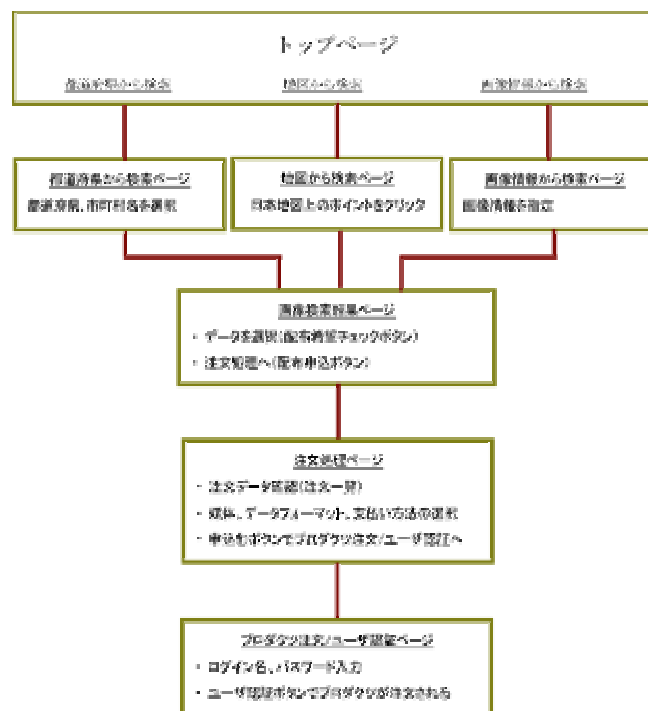 トップページ
都道府県から検索 地図から検索 画像情報から検索
都道府県から検索ページ
都道府県、市町村名を選択
地図から検索ページ
日本地図上のポイントをクリック
画像情報から検索ページ
画像情報を指定
画像検索結果ページ
・ データを選択(配布希望チェックボタン)
・ 注文処理へ(配布申込ボタン)
注文処理ページ
・ 注文データ確認(注文一覧)
・ 媒体、データフォーマット、支払い方法の選択
・ 申込むボタンでプロダクツ注文/ユーザ認証へ
プロダクツ注文/ユーザ認証ページ
・ ログイン名、パスワード入力
・ ユーザ認証ボタンでプロダクツが注文される